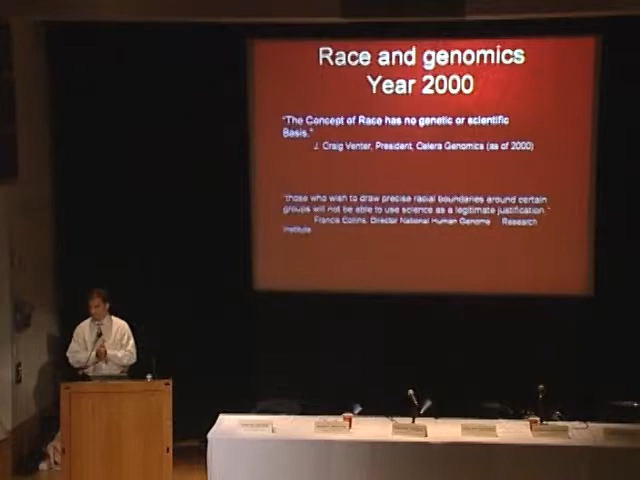 Race and genomics
Year 2000
"The Concept of Race has no genetic or scientific
Basis."
J. Craig Venter, President, Celera Genomics (as of 2000)
"those who wish to draw precise racial boundaries around certain
groups will not be able to use science as a legitimate justification."
Francis Collins, Director National Human Genome Research
Institute